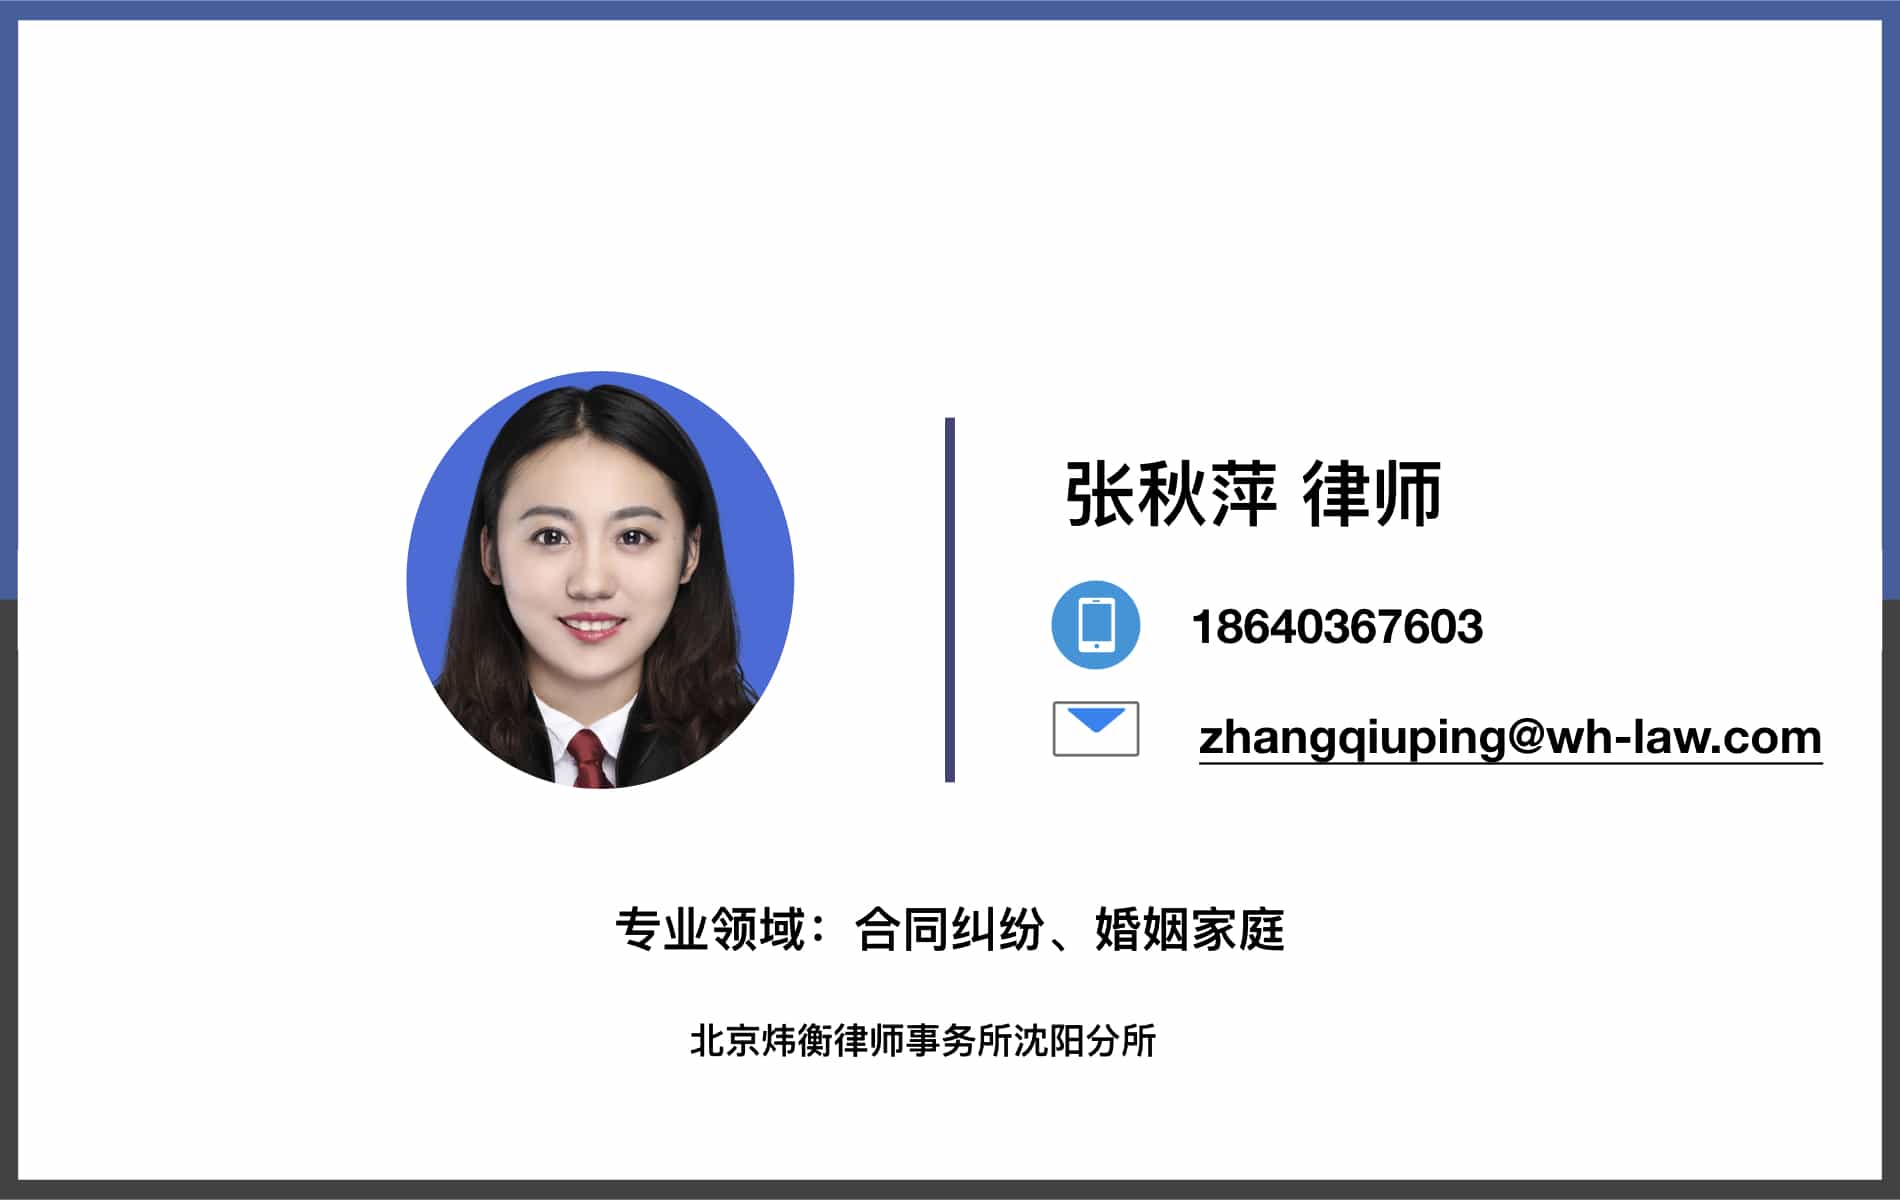 张秋萍 律师
18640367603
zhangqiuping@wh-law.com
专业领域：合同纠纷、婚姻家庭
北京炜衡律师事务所沈阳分所